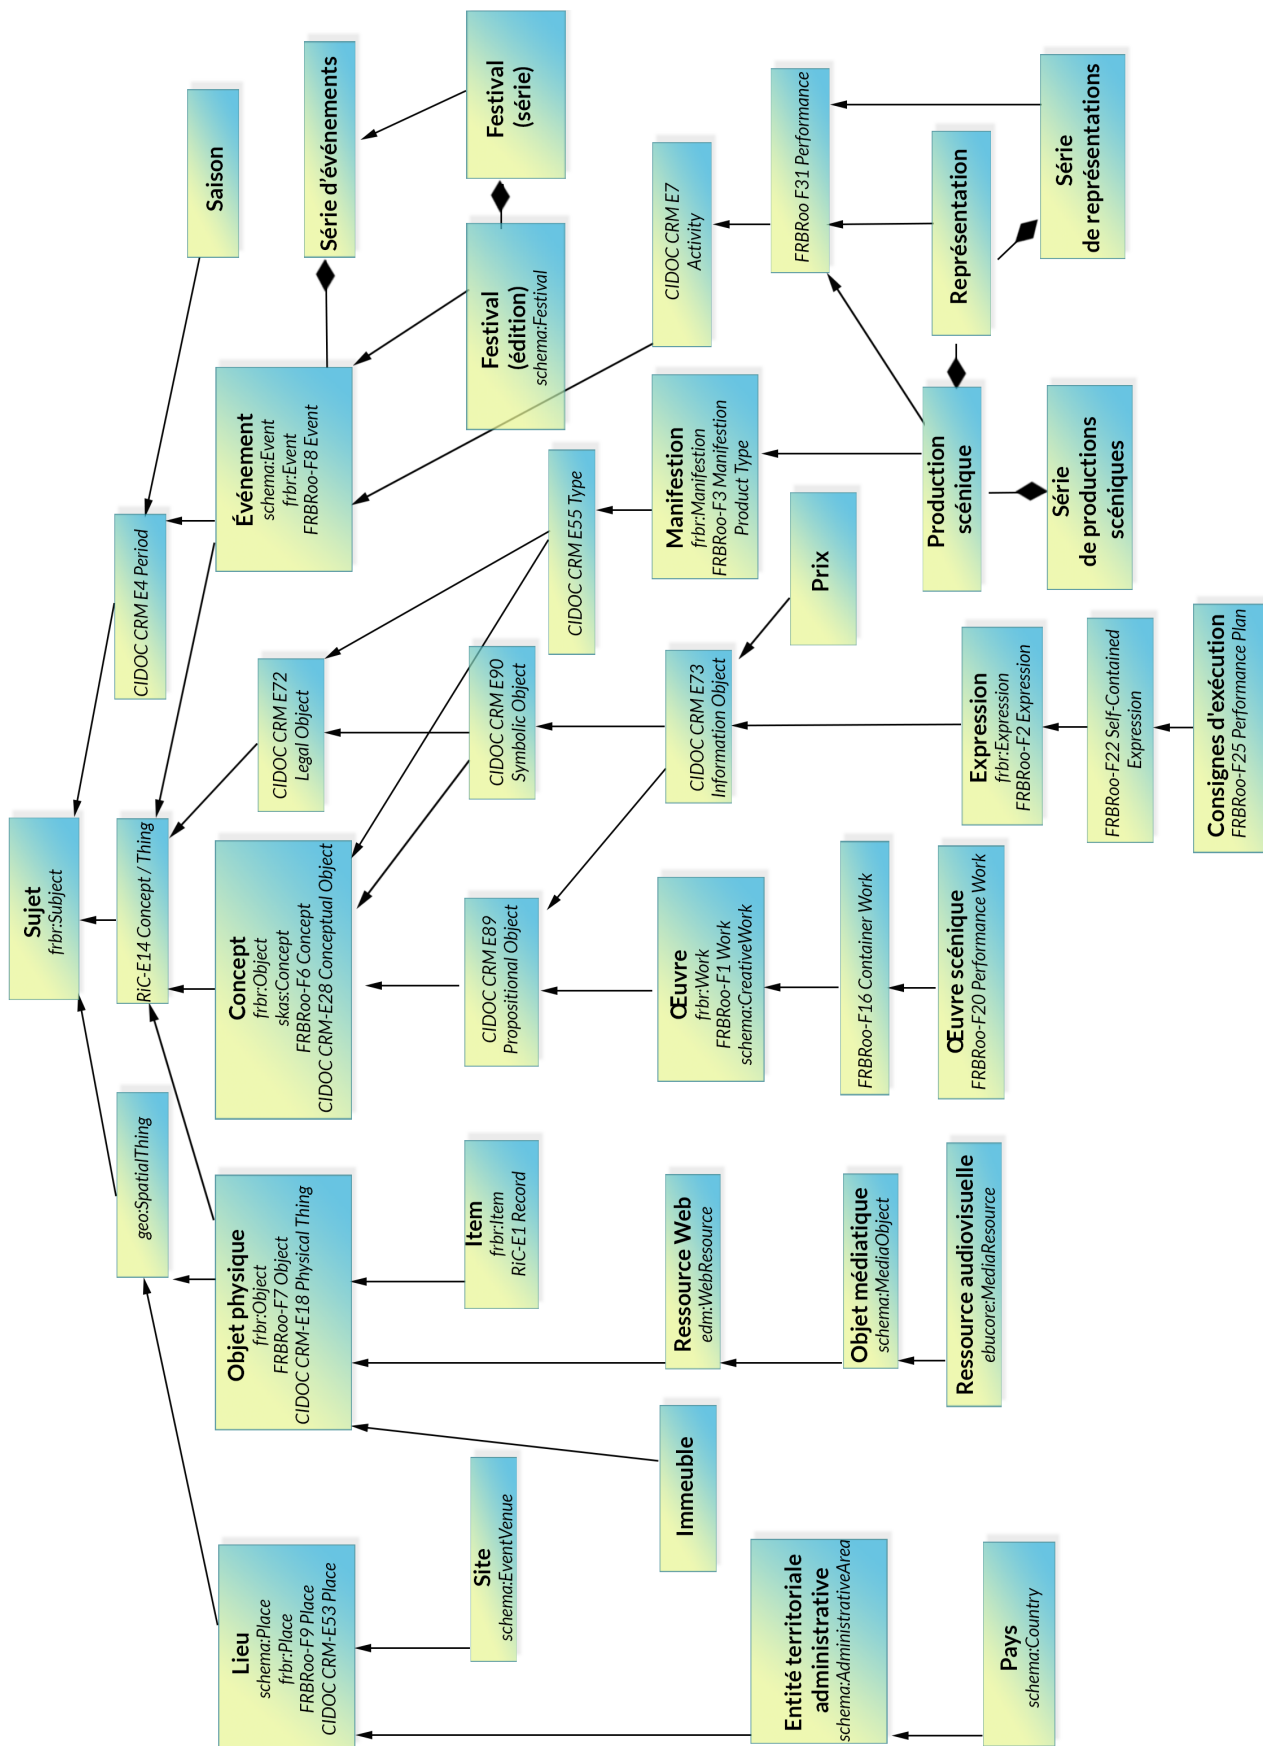 Sujet
frbr:Subject
geo:SpatialThing
RiC-E14 Concept / Thing
CIDOC CRM E4 Period
Saison
Lieu
schema:Place
frbr:Place
FRBRoo-F9 Place
CIDOC CRM-E53 Place
Objet physique
frbr:Object
FRBRoo-F7 Object
CIDOC CRM-E18 Physical Thing
Concept
frbr:Object
skas:Concept
FRBRoo-F6 Concept
CIDOC CRM-E28 Conceptual Object
CIDOC CRM E72
Legal Object
Événement
schema:Event
frbr:Event
FRBRoo-F8 Event
Série d'événements
Site
schema:EventVenue
Item
frbr:Item
RiC-E1 Record
CIDOC CRM E89
Propositional Object
CIDOC CRM E90
Symbolic Object
CIDOC CRM E55 Type
Festival
(édition)
schema:Festival
Festival
(série)
Immeuble
Ressource Web
edm:WebResource
Œuvre
frbr:Work
FRBRoo-F1 Work
schema:CreativeWork
CIDOC CRM E73
Information Object
Manifestion
frbr:Manifestion
FRBRoo-F3 Manifestion
Product Type
CIDOC CRM E7
Activity
Entité territoriale
administrative
schema:AdministrativeArea
Objet médiatique
schema:MediaObject
FRBRoo-F16 Container Work
Prix
FRBRoo F31 Performance
Pays
schema:Country
Ressource audiovisuelle
ebucore:MediaResource
Œuvre scénique
FRBRoo-F20 Performance Work
Expression
frbr:Expression
FRBRoo-F2 Expression
Production
scénique
Représentation
FRBRoo-F22 Self-Contained
Expression
Série
de productions
scéniques
Série
de représentations
Consignes d'exécution
FRBRoo-F25 Performance Plan